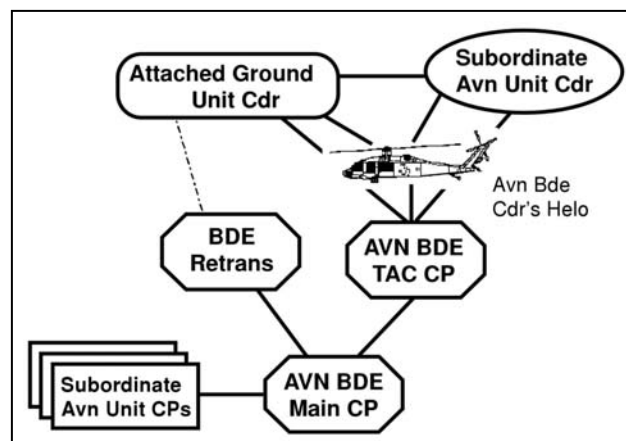 Attached Ground
Unit Cdr
Subordinate
Avn Unit Cdr
Avn Bde
Cdr's Helo
BDE
Retrans
AVN BDE
TAC CP
Subordinate
Avn Unit CPs
AVN BDE
Main CP